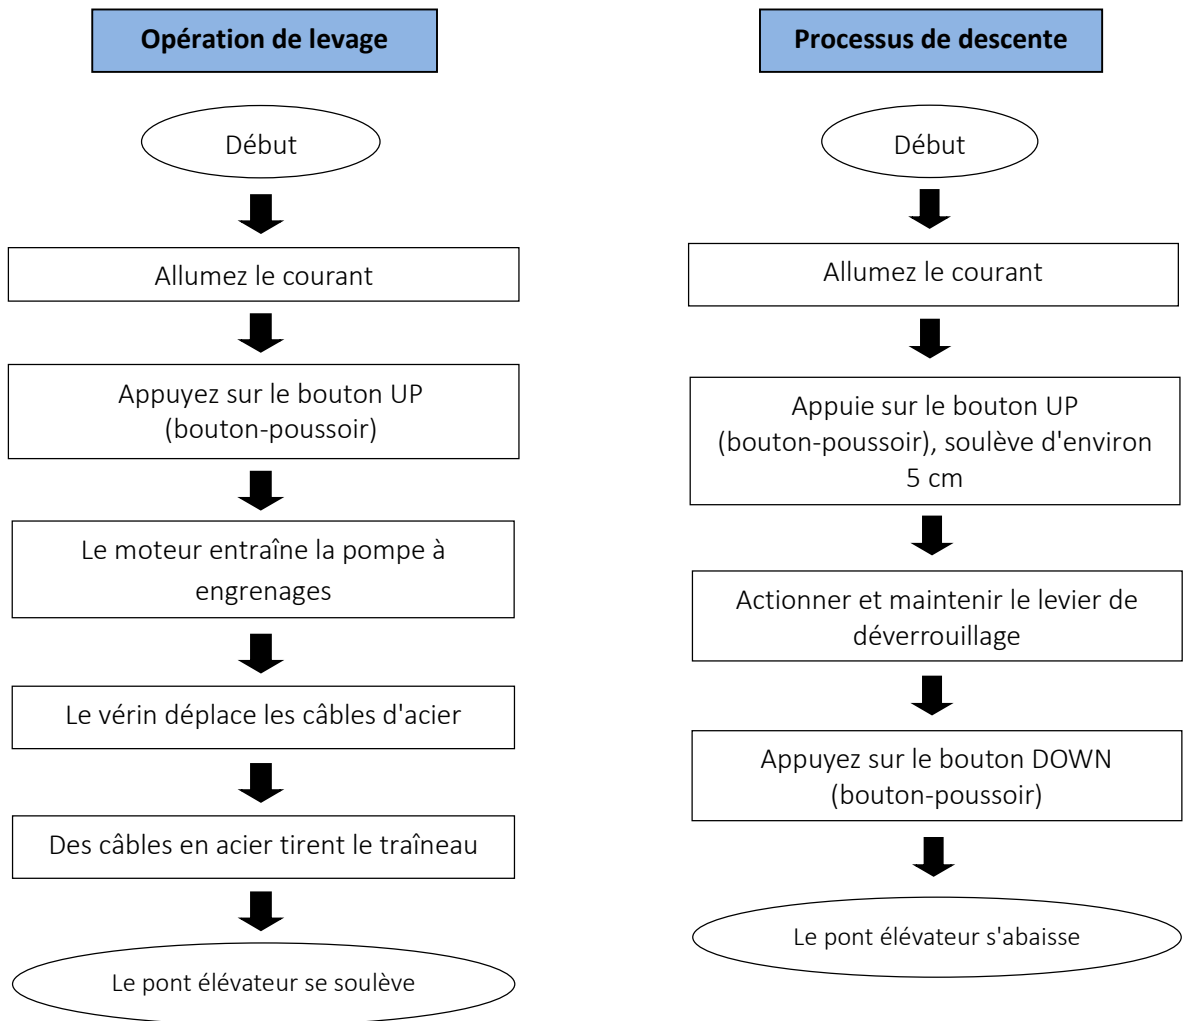 Opération de levage
Début
Allumez le courant
Appuyez sur le bouton UP
(bouton-poussoir)
Le moteur entraîne la pompe à
engrenages
Le vérin déplace les câbles d'acier
Des câbles en acier tirent le traîneau
Le pont élévateur se soulève
Processus de descente
Début
Allumez le courant
Appuie sur le bouton UP
(bouton-poussoir), soulève d'environ
5 cm
Actionner et maintenir le levier de
déverrouillage
Appuyez sur le bouton DOWN
(bouton-poussoir)
Le pont élévateur s'abaisse